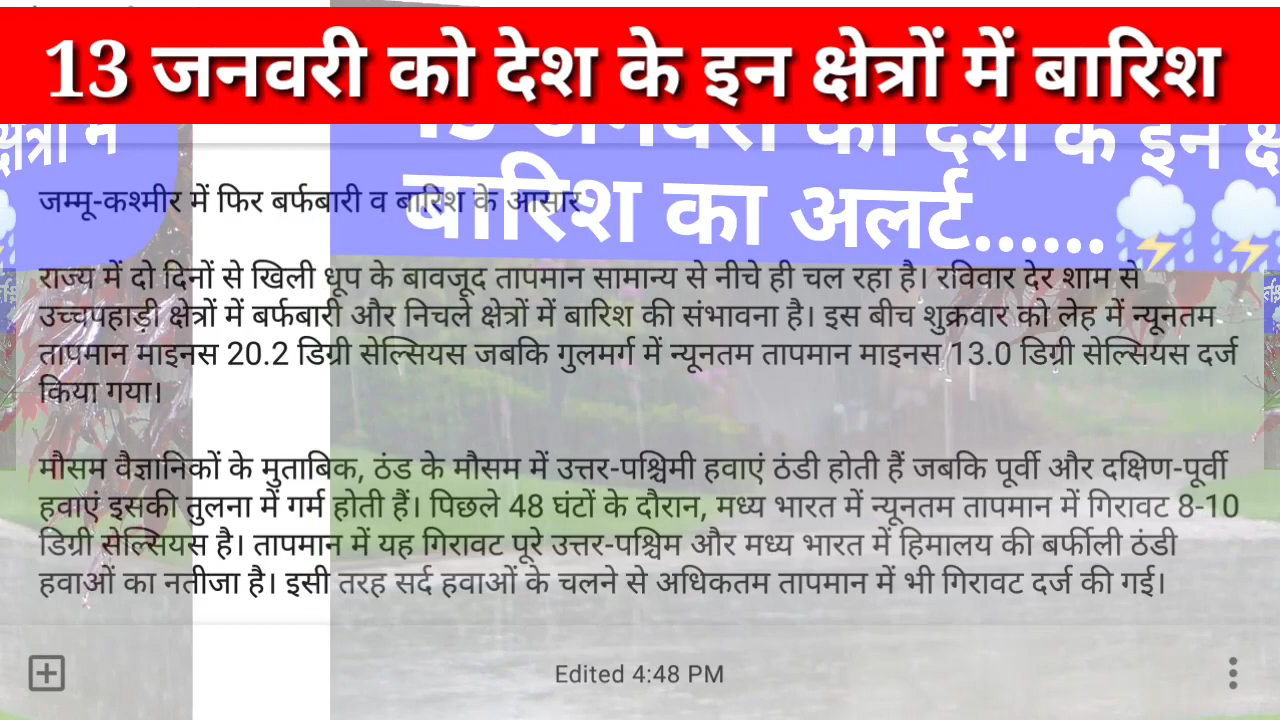 13 जनवरी को देश के इन क्षेत्रों में बारिश
क्षेत्रों में
13 जनवरी को देश के इन
बारिश का अलर्ट......
जम्मू-कश्मीर में फिर बर्फबारी व बारिश के आसार
राज्य में दो दिनों से खिली धूप के बावजूद तापमान सामान्य से नीचे ही चल रहा है। रविवार देर शाम से
उच्चपहाड़ी क्षेत्रों में बर्फबारी और निचले क्षेत्रों में बारिश की संभावना है। इस बीच शुक्रवार को लेह में न्यूनतम
तापमान माइनस 20.2 डिग्री सेल्सियस जबकि गुलमर्ग में न्यूनतम तापमान माइनस 13.0 डिग्री सेल्सियस दर्ज
किया गया।
मौसम वैज्ञानिकों के मुताबिक, ठंड के मौसम में उत्तर-पश्चिमी हवाएं ठंडी होती हैं जबकि पूर्वी और दक्षिण-पूर्वी
हवाएं इसकी तुलना में गर्म होती हैं। पिछले 48 घंटों के दौरान, मध्य भारत में न्यूनतम तापमान में गिरावट 8-10
डिग्री सेल्सियस है। तापमान में यह गिरावट पूरे उत्तर-पश्चिम और मध्य भारत में हिमालय की बर्फीली ठंडी
हवाओं का नतीजा है। इसी तरह सर्द हवाओं के चलने से अधिकतम तापमान में भी गिरावट दर्ज की गई।
Edited 4:48 PM